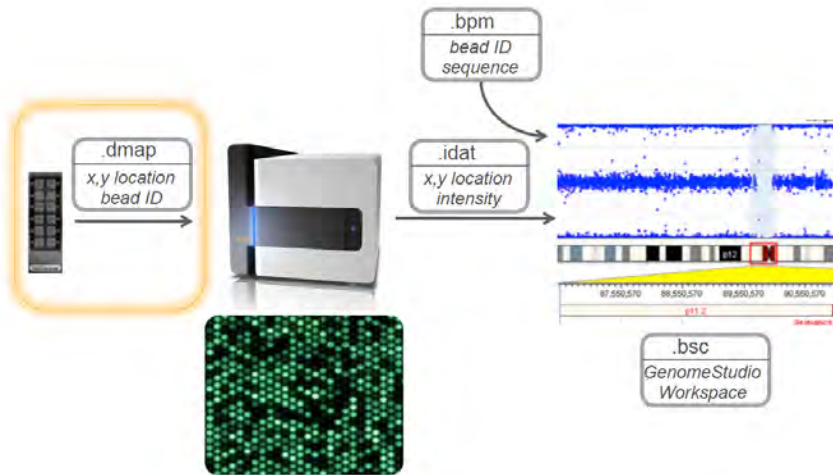 .bpm
bead ID
sequence
.dmap
x,y location
bead ID
.idat
x,y location
intensity
p12
87,550,570
88,550,570
89,550,570
90,550,570
p11.2
.bsc
GenomeStudio
Workspace